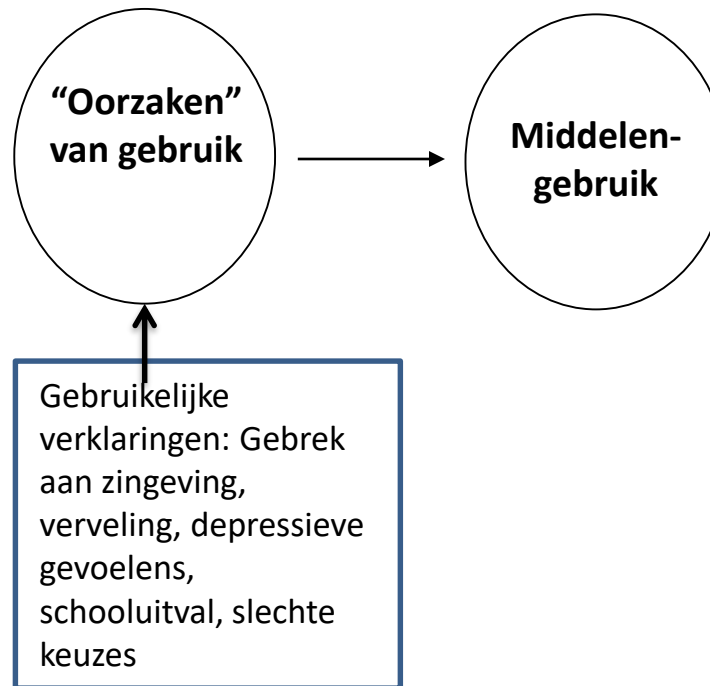 “Oorzaken”
van gebruik
Middelen-
gebruik
Gebruikelijke
verklaringen: Gebrek
aan zingeving,
verveling, depressieve
gevoelens,
schooluitval, slechte
keuzes